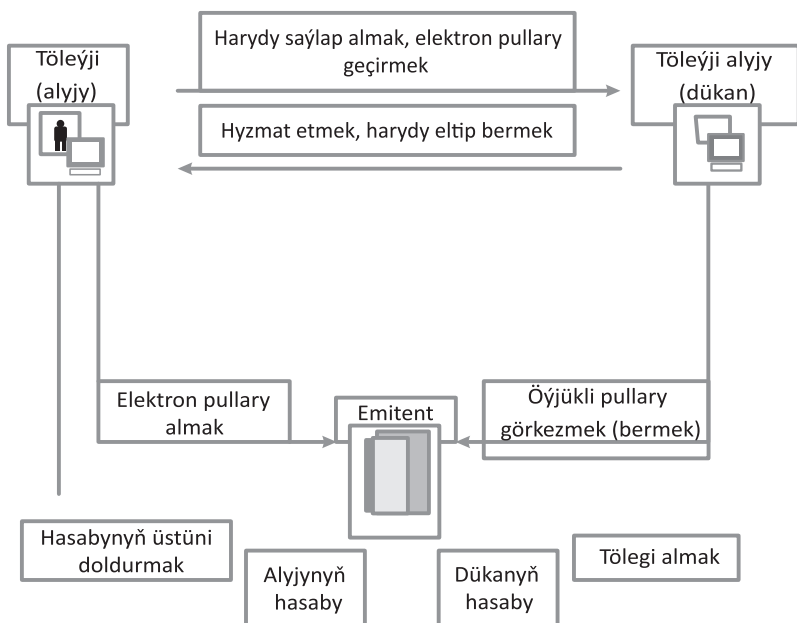 Töleýji
(alyjy)
Harydy saýlap almak, elektron pullary
geçirmek
Töleýji alyjy
(dükan)
Hyzmat etmek, harydy eltip bermek
Elektron pullary
almak
Emitent
Öýjükli pullary
görkezmek (bermek)
Hasabynyň üstüni
doldurmak
Alyjynyň
hasaby
Dükanyň
hasaby
Tölegi almak